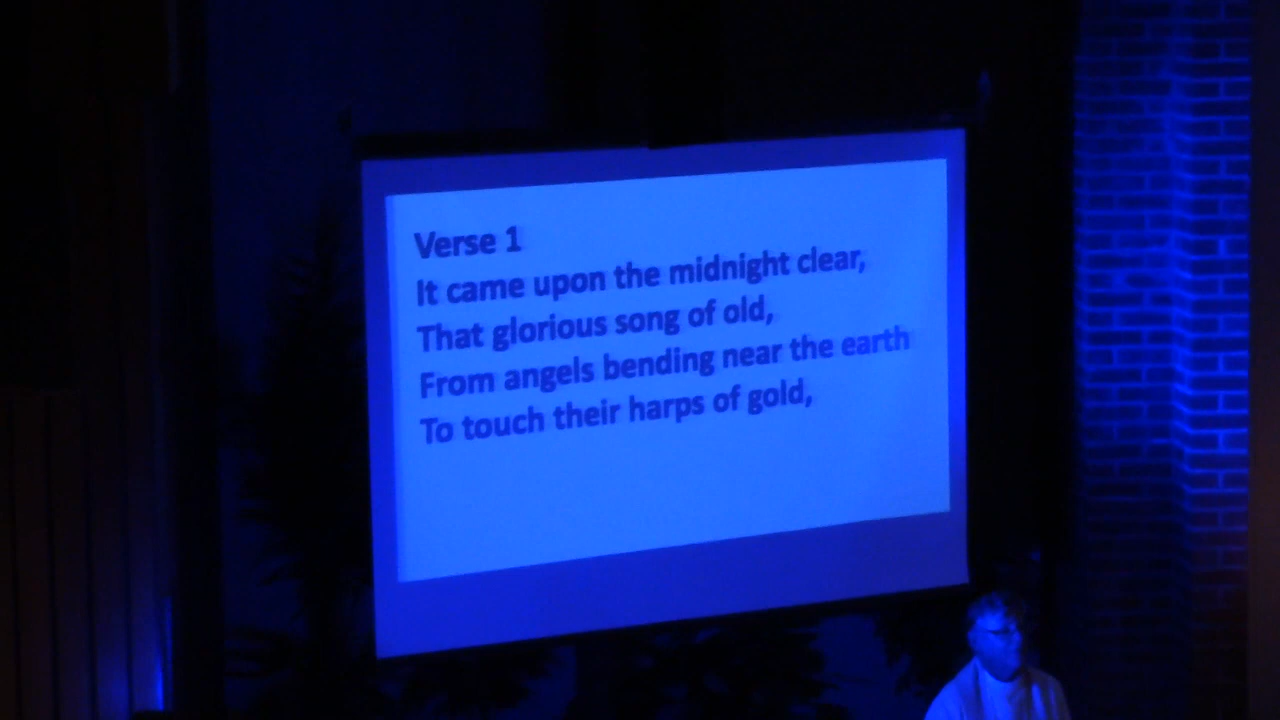 Verse 1
It came upon the midnight clear,
That glorious song of old,
From angels bending near the earth
To touch their harps of gold,